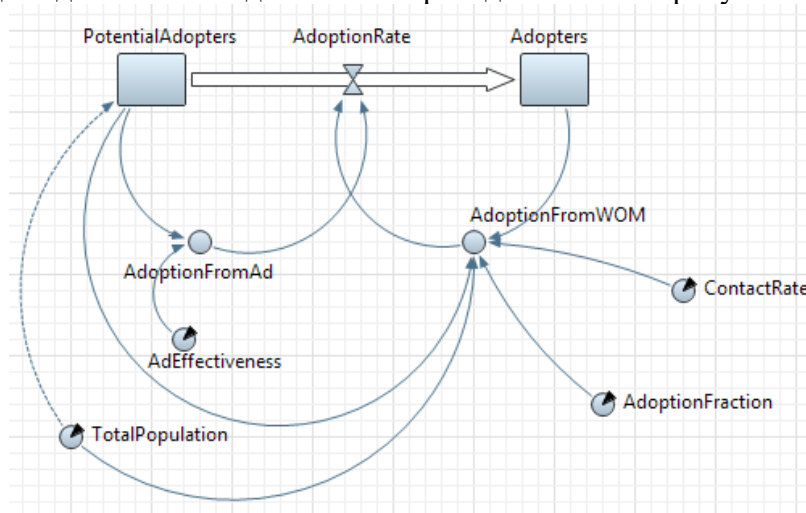 PotentialAdopters
AdoptionRate
Adopters
AdoptionFromWOM
AdoptionFromAd
ContactRate
AdEffectiveness
AdoptionFraction
TotalPopulation